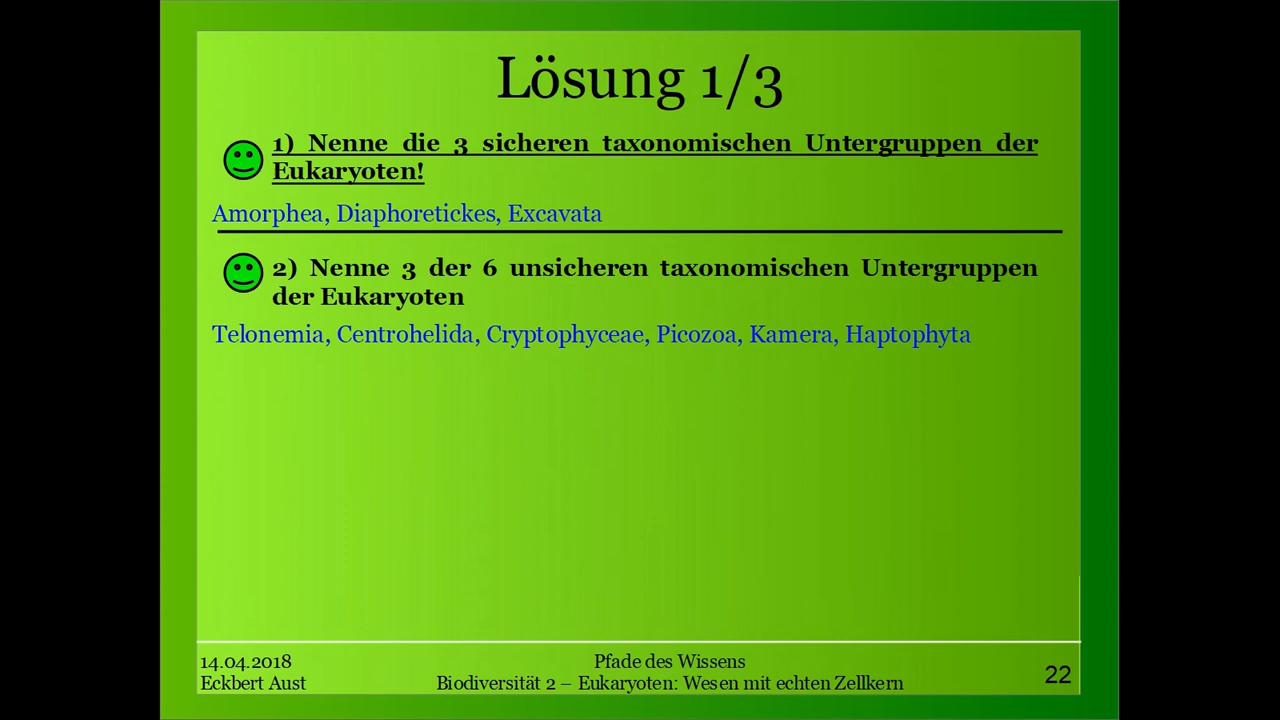 Lösung 1/3
1) Nenne die 3 sicheren taxonomischen Untergruppen der
Eukaryoten!
Amorphea, Diaphoretickes, Excavata
2) Nenne 3 der 6 unsicheren taxonomischen Untergruppen
der Eukaryoten
Telonemia, Centrohelida, Cryptophyceae, Picozoa, Kamera, Haptophyta
14.04.2018
Eckbert Aust
Pfade des Wissens
Biodiversität 2 – Eukaryoten: Wesen mit echten Zellkern
22